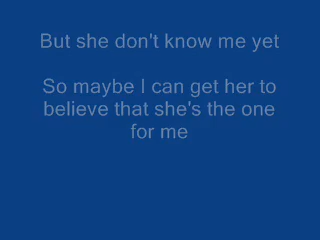 But she don't know me yet
So maybe I can get her to
believe that she's the one
for me